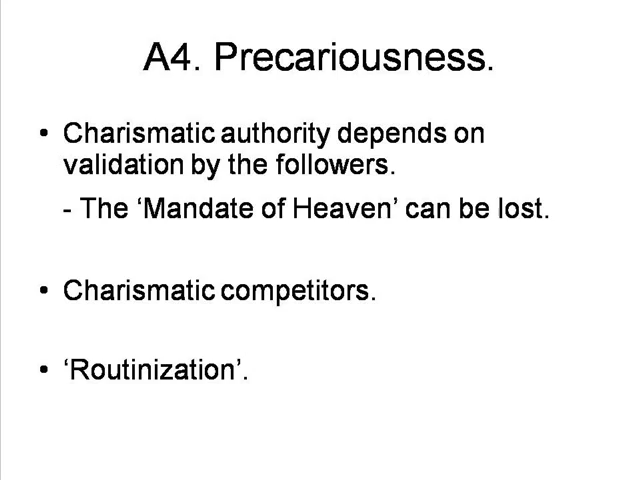 A4. Precariousness.
• Charismatic authority depends on
validation by the followers.
- The ‘Mandate of Heaven’ can be lost.
• Charismatic competitors.
• ‘Routinization’.